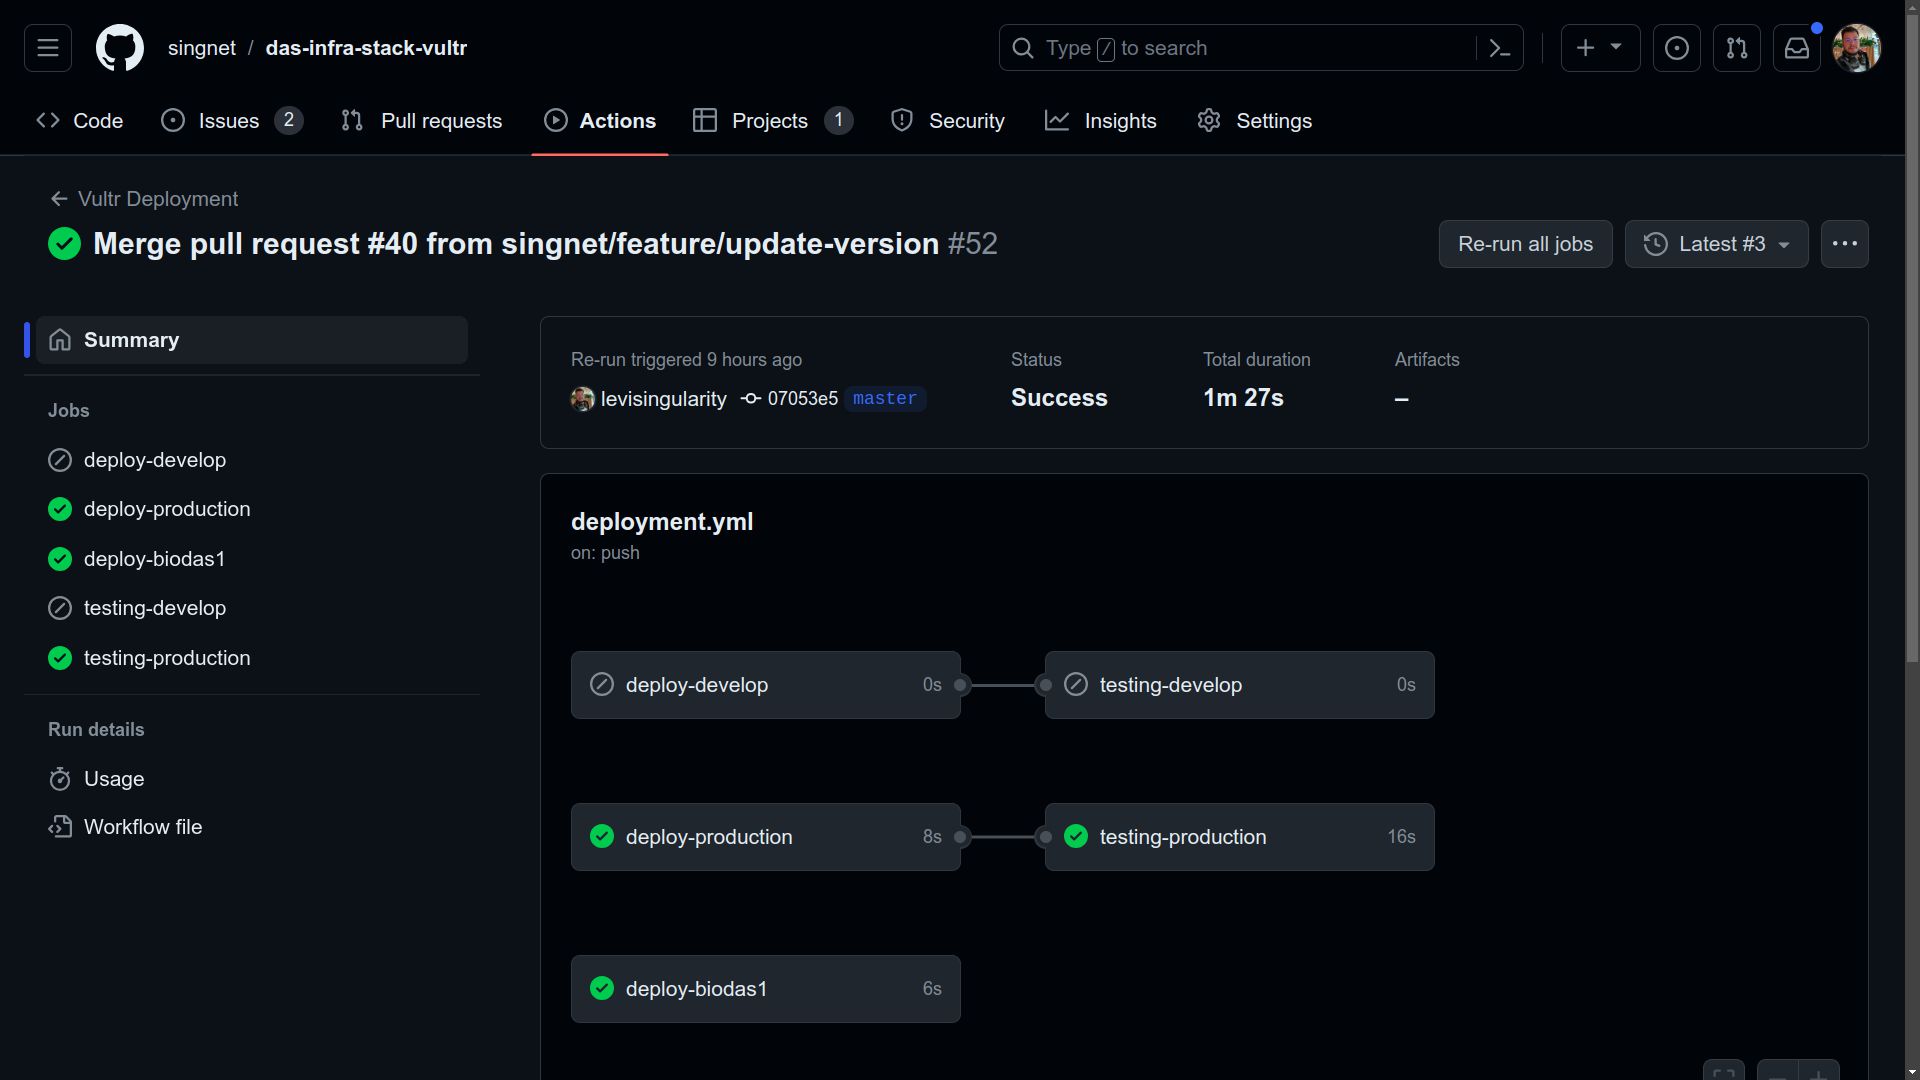 singnet / das-infra-stack-vultr
Type / to search
Code
Issues 2
Pull requests
Actions
Projects 1
Security
Insights
Settings
Vultr Deployment
Merge pull request #40 from singnet/feature/update-version #52
Re-run all jobs
Latest #3
Summary
Jobs
deploy-develop
deploy-production
deploy-biodas1
testing-develop
testing-production
Run details
Usage
Workflow file
Re-run triggered 9 hours ago
levisingularity 07053e5 master
Status
Success
Total duration
1m 27s
Artifacts
–
deployment.yml
on: push
deploy-develop 0s
testing-develop 0s
deploy-production 8s
testing-production 16s
deploy-biodas1 6s